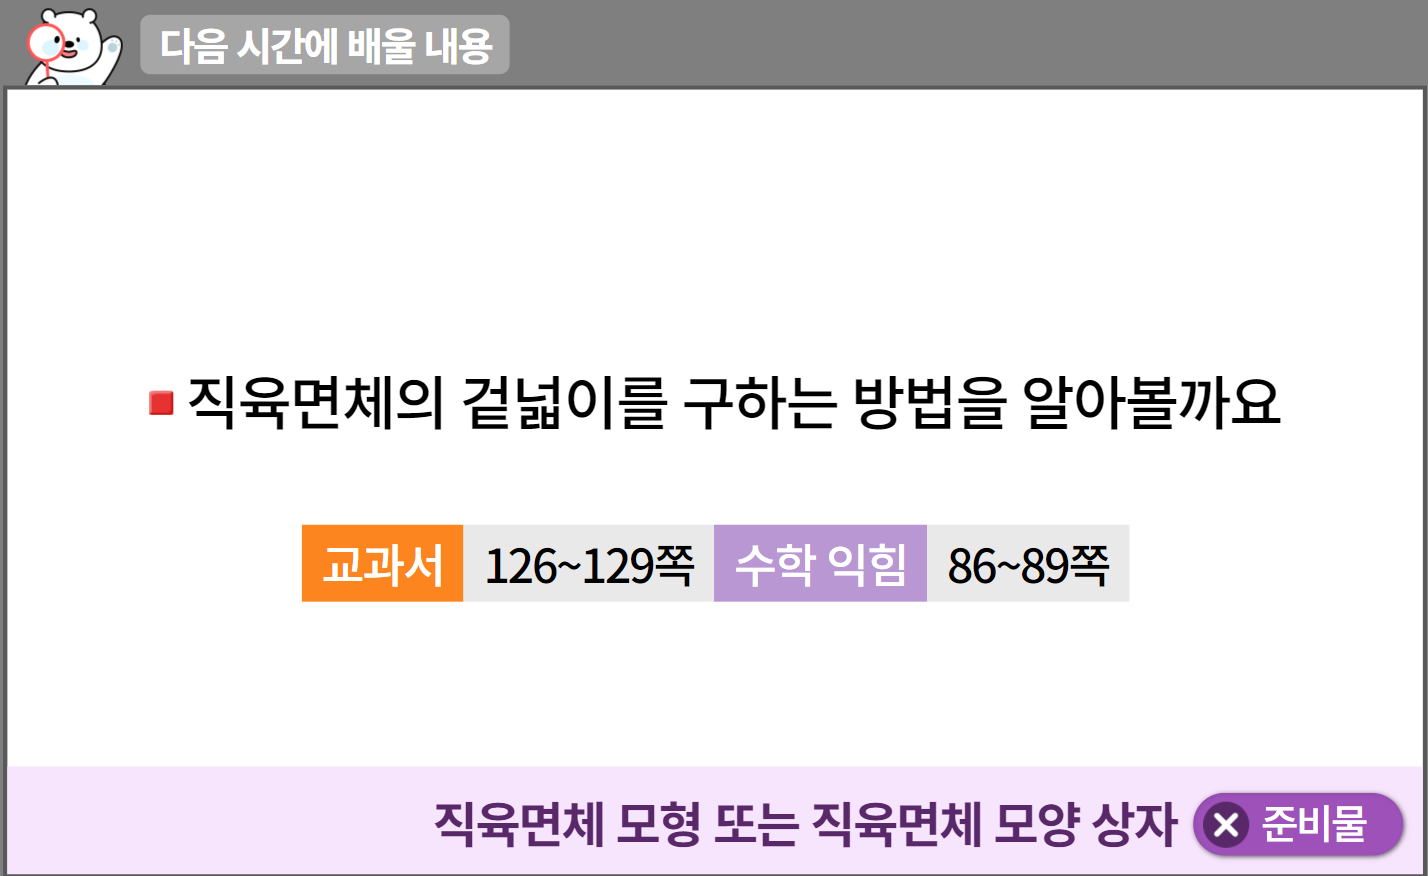 다음 시간에 배울 내용
직육면체의 겉넓이를 구하는 방법을 알아볼까요
교과서 126~129쪽 수학 익힘 86~89쪽
직육면체 모형 또는 직육면체 모양 상자 준비물